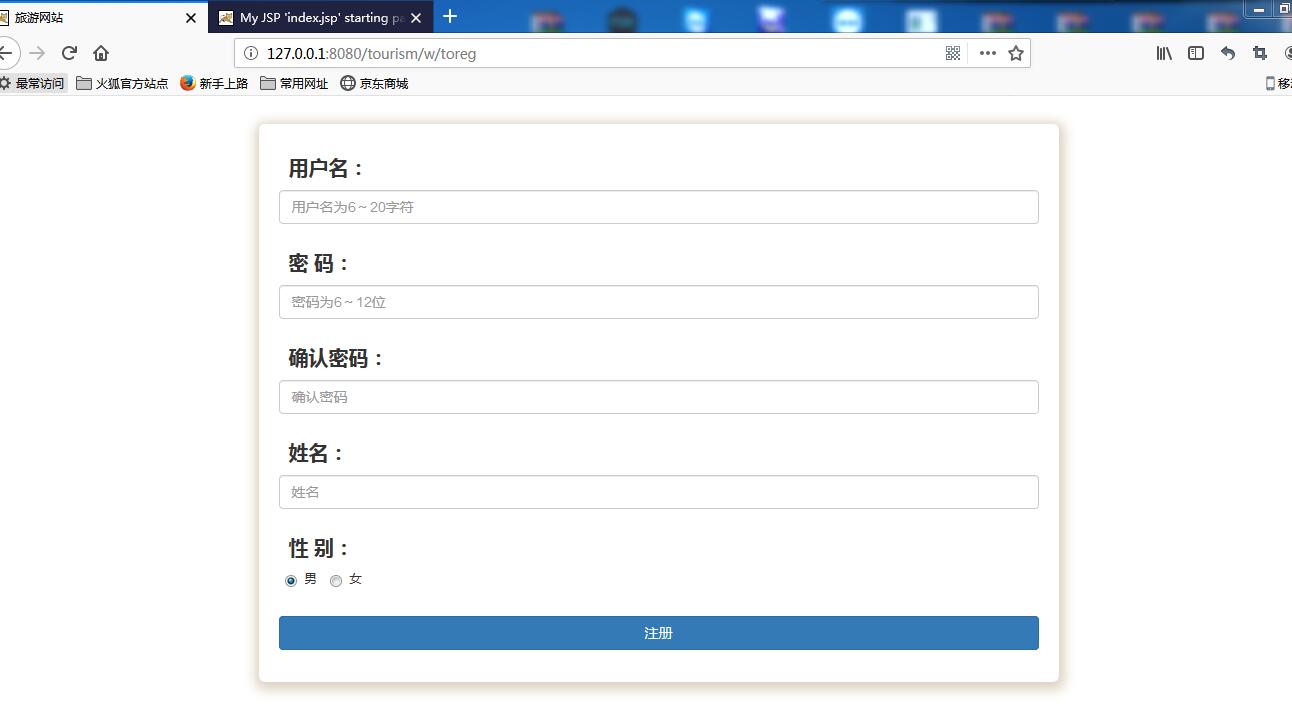 旅游网站
My JSP 'index.jsp' starting pa
127.0.0.1:8080/tourism/w/toreg
最常访问 火狐官方站点 新手上路 常用网址 京东商城
用户名：
用户名为6～20字符
密 码：
密码为6～12位
确认密码：
确认密码
姓名：
姓名
性 别：
男 女
注册